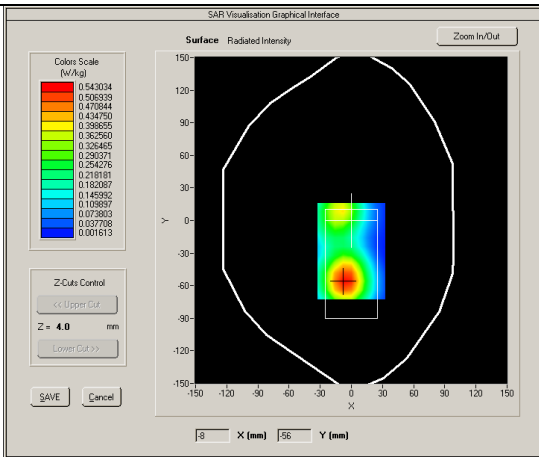 SAR Visualisation Graphical Interface
Surface Radiated Intensity
Zoom In/Out
Colors Scale
(W/kg)
0.543034
0.506939
0.470844
0.434750
0.398655
0.362560
0.326465
0.290371
0.254276
0.218181
0.182087
0.145992
0.109897
0.073803
0.037708
0.001613
Z-Cuts Control
<< Upper Cut
Z = 4.0 mm
Lower Cut >>
SAVE Cancel
150
120
90
60
30
0
-30
-60
-90
-120
-150
Y
-150 -120 -90 -60 -30 0 30 60 90 120 150
X
-8 X (mm) -56 Y (mm)